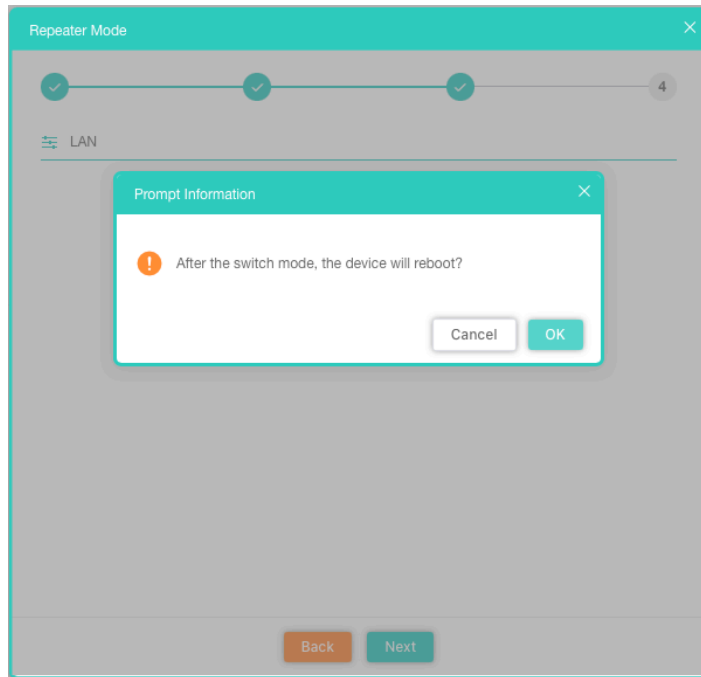 Repeater Mode
4
LAN
Prompt Information
After the switch mode, the device will reboot?
Cancel OK
Back Next